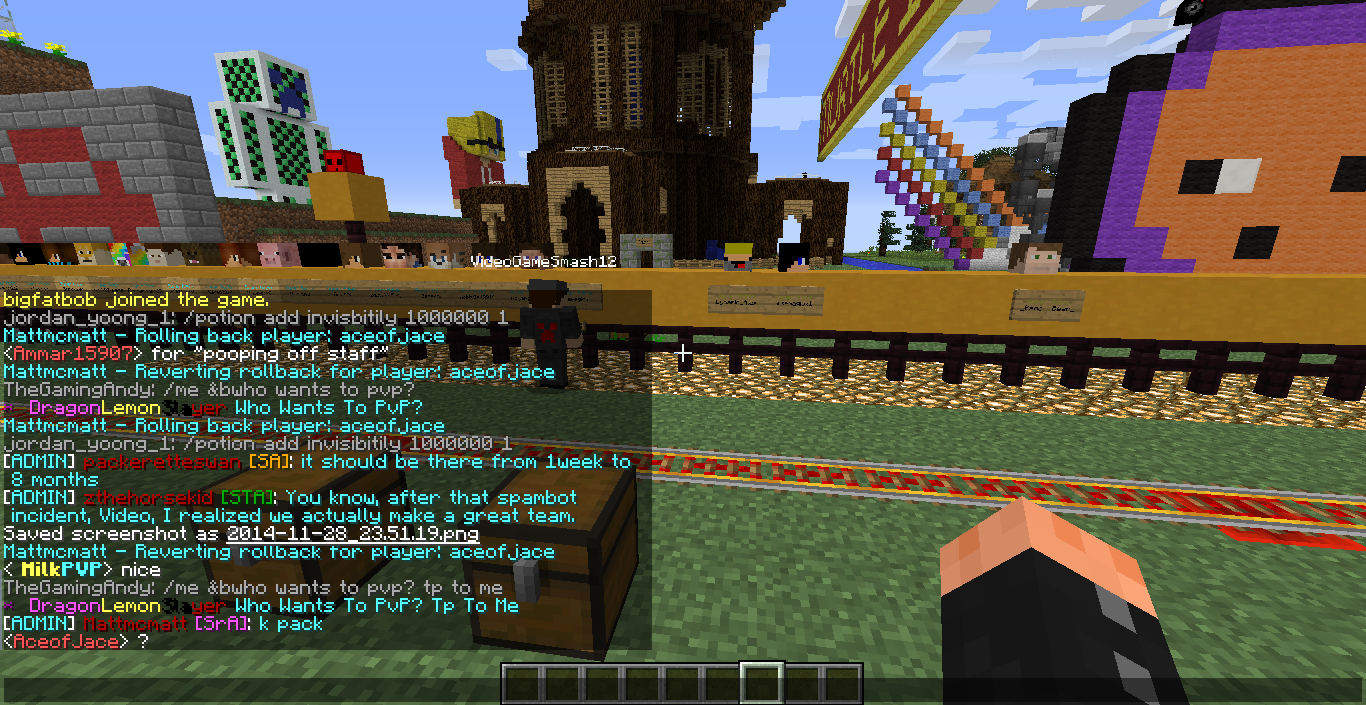 VideoGameSmash12
bigfatbob joined the game.
jordan_yoong_1: /potion add invisbitily 1000000 1
Mattmcmatt - Rolling back player: aceofjace
<Ammar15907> for "pooping off staff"
Mattmcmatt - Reverting rollback for player: aceofjace
TheGamingAndy: /me &bwho wants to pvp?
* DragonLemonSlayer Who Wants To PvP?
Mattmcmatt - Rolling back player: aceofjace
jordan_yoong_1: /potion add invisbitily 1000000 1
[ADMIN] packeretteswan [SA]: it should be there from 1week to
8 months
[ADMIN] zthehorsekid [STA]: You know, after that spambot
incident, Video, I realized we actually make a great team.
Saved screenshot as 2014-11-28_23.51.19.png
Mattmcmatt - Reverting rollback for player: aceofjace
< MilkPVP> nice
TheGamingAndy: /me &bwho wants to pvp? tp to me
* DragonLemonSlayer Who Wants To PvP? Tp To Me
[ADMIN] Mattmcmatt [SrA]: k pack
<AceofJace> ?